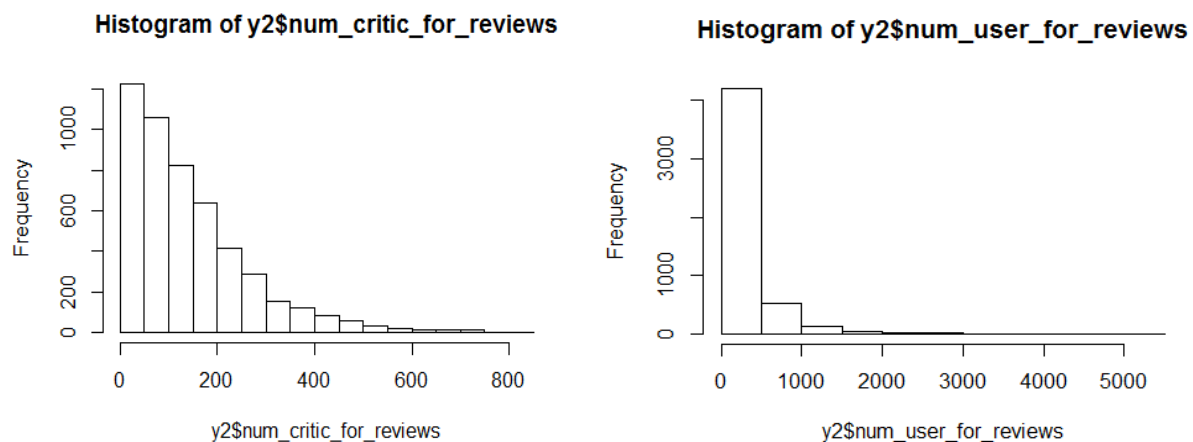 Histogram of y2$num_critic_for_reviews
Frequency
0 200 600 1000
0 200 400 600 800
y2$num_critic_for_reviews
Histogram of y2$num_user_for_reviews
Frequency
0 1000 3000
0 1000 2000 3000 4000 5000
y2$num_user_for_reviews